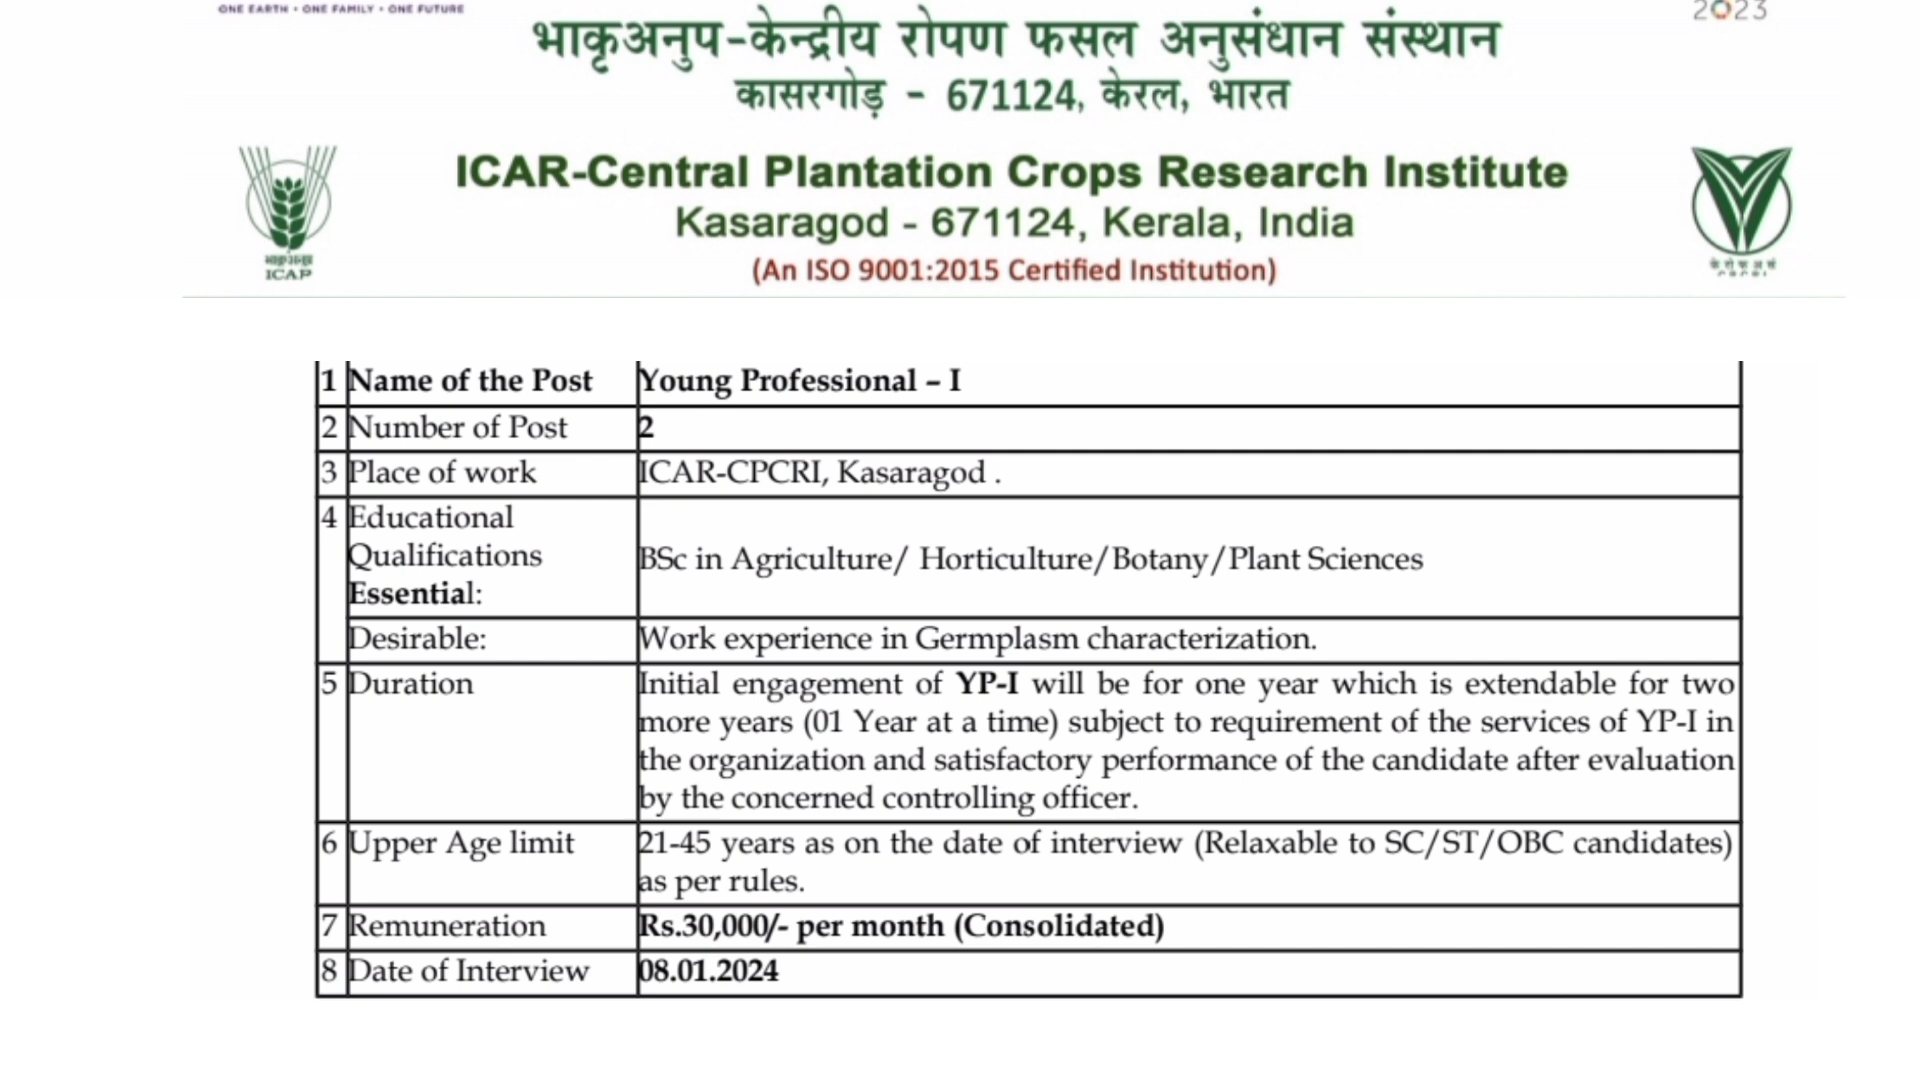 ONE EARTH • ONE FAMILY • ONE FUTURE
2023
भाकृअनुप-केन्द्रीय रोपण फसल अनुसंधान संस्थान
कासरगोड़ - 671124, केरल, भारत
ICAR-Central Plantation Crops Research Institute
Kasaragod - 671124, Kerala, India
(An ISO 9001:2015 Certified Institution)
भाकृअनुप
ICAR
1 Name of the Post Young Professional – I
2 Number of Post 2
3 Place of work ICAR-CPCRI, Kasaragod .
4 Educational
Qualifications
Essential:
BSc in Agriculture/ Horticulture/Botany/Plant Sciences
Desirable: Work experience in Germplasm characterization.
5 Duration Initial engagement of YP-I will be for one year which is extendable for two
more years (01 Year at a time) subject to requirement of the services of YP-I in
the organization and satisfactory performance of the candidate after evaluation
by the concerned controlling officer.
6 Upper Age limit 21-45 years as on the date of interview (Relaxable to SC/ST/OBC candidates)
as per rules.
7 Remuneration Rs.30,000/- per month (Consolidated)
8 Date of Interview 08.01.2024